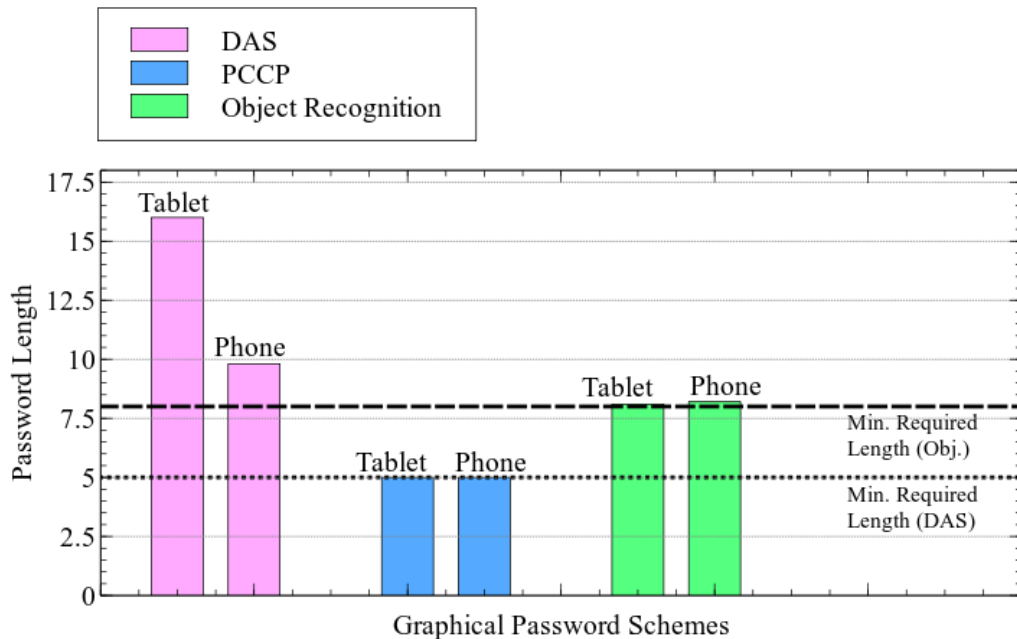 DAS
PCCP
Object Recognition
17.5
15
12.5
10
7.5
5
2.5
0
Password Length
Tablet
Phone
Tablet
Phone
Tablet
Phone
Min. Required
Length (Obj.)
Min. Required
Length (DAS)
Graphical Password Schemes